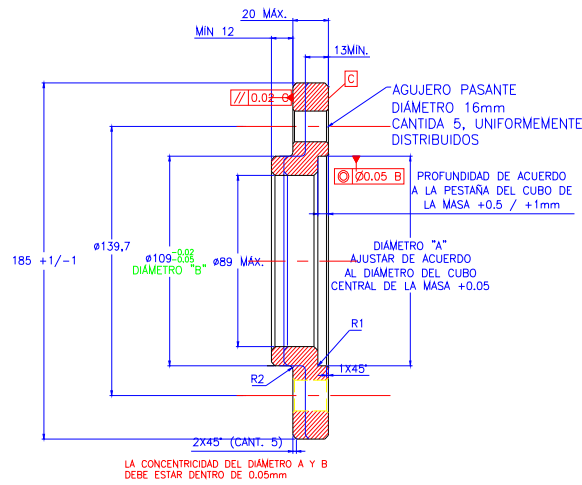 20 MÁX.
MÍN 12
13MÍN.
// 0.02 C
C
AGUJERO PASANTE
DIÁMETRO 16mm
CANTIDA 5, UNIFORMEMENTE
DISTRIBUIDOS
◎ Ø0.05 B
PROFUNDIDAD DE ACUERDO
A LA PESTAÑA DEL CUBO DE
LA MASA +0.5 / +1mm
185 +/-1
ø139,7
ø109 -0.02 -0.05
DIÁMETRO "B"
ø89 MÁX.
DIÁMETRO "A"
AJUSTAR DE ACUERDO
AL DIÁMETRO DEL CUBO
CENTRAL DE LA MASA +0.05
R1
R2
1X45°
2X45° (CANT. 5)
LA CONCENTRICIDAD DEL DIÁMETRO A Y B
DEBE ESTAR DENTRO DE 0.05mm